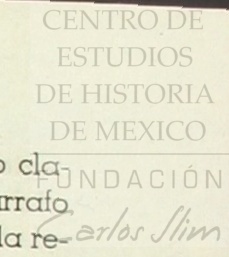 CENTRO DE
ESTUDIOS
DE HISTORIA
DE MEXICO
FUNDACIÓN
Carlos Slim
o cla-
rrafo
la re-